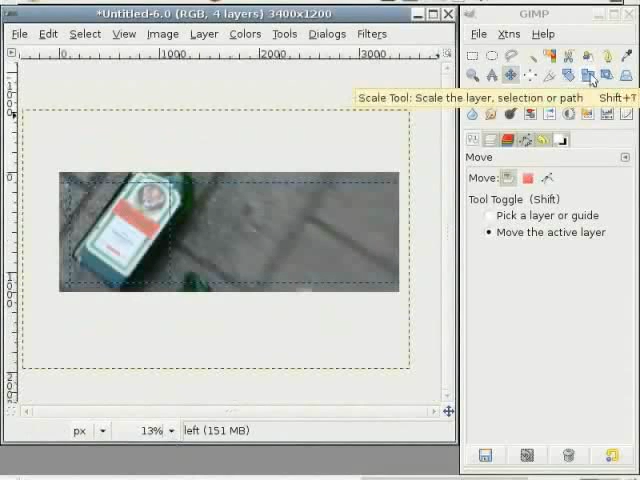 *Untitled-6.0 (RGB, 4 layers) 3400x1200
GIMP
File Edit Select View Image Layer Colors Tools Dialogs Filters
File Xtns Help
0 1000 2000 3000
Scale Tool: Scale the layer, selection or path Shift+T
Move
Move:
Tool Toggle (Shift)
Pick a layer or guide
Move the active layer
px 13% left (151 MB)